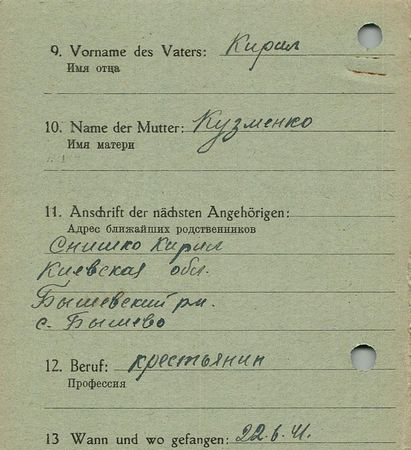 9. Vorname des Vaters: Кирил
Имя отца
10. Name der Mutter: Кузменко
Имя матери
11. Anschrift der nächsten Angehörigen:
Адрес ближайших родственников
Снишко Кирил
Киевская обл.
Бышевский рн.
с. Бышево
12. Beruf: крестьянин
Профессия
13 Wann und wo gefangen: 22.6.41.